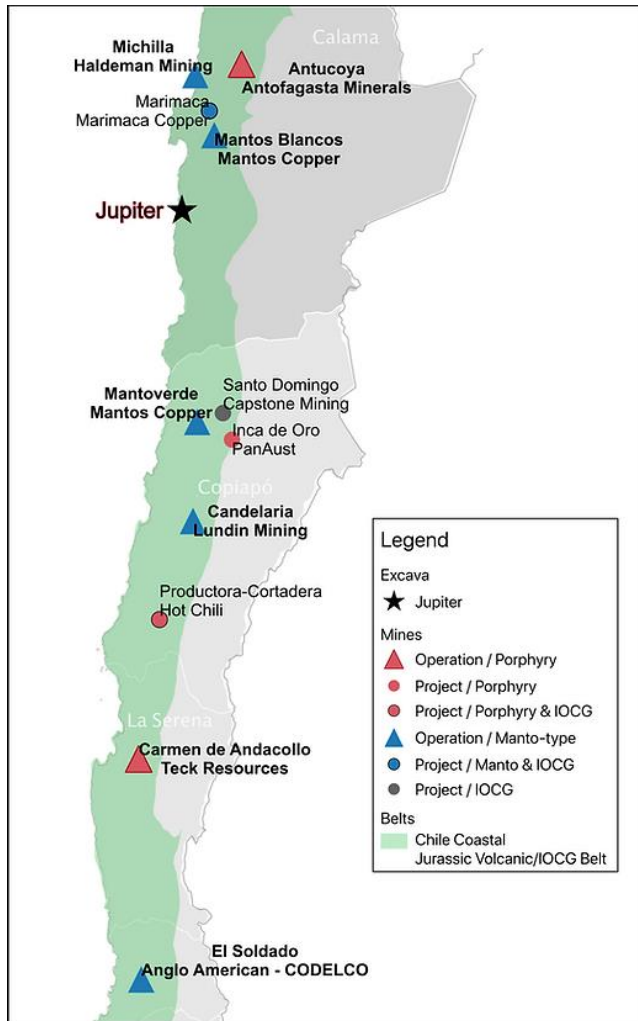 Calama
Michilla
Haldeman Mining
Antucoya
Antofagasta Minerals
Marimaca
Marimaca Copper
Mantos Blancos
Mantos Copper
Jupiter
Mantoverde
Mantos Copper
Santo Domingo
Capstone Mining
Inca de Oro
PanAust
Copiapó
Candelaria
Lundin Mining
Productora-Cortadera
Hot Chili
La Serena
Carmen de Andacollo
Teck Resources
El Soldado
Anglo American - CODELCO
Legend
Excava
Jupiter
Mines
Operation / Porphyry
Project / Porphyry
Project / Porphyry & IOCG
Operation / Manto-type
Project / Manto & IOCG
Project / IOCG
Belts
Chile Coastal
Jurassic Volcanic/IOCG Belt